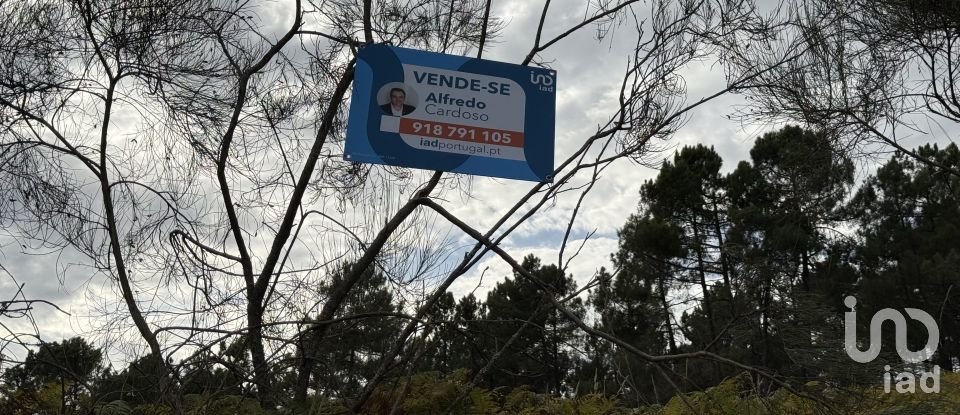 VENDE-SE
Alfredo
Cardoso
918 791 105
iadportugal.pt
iad
iad